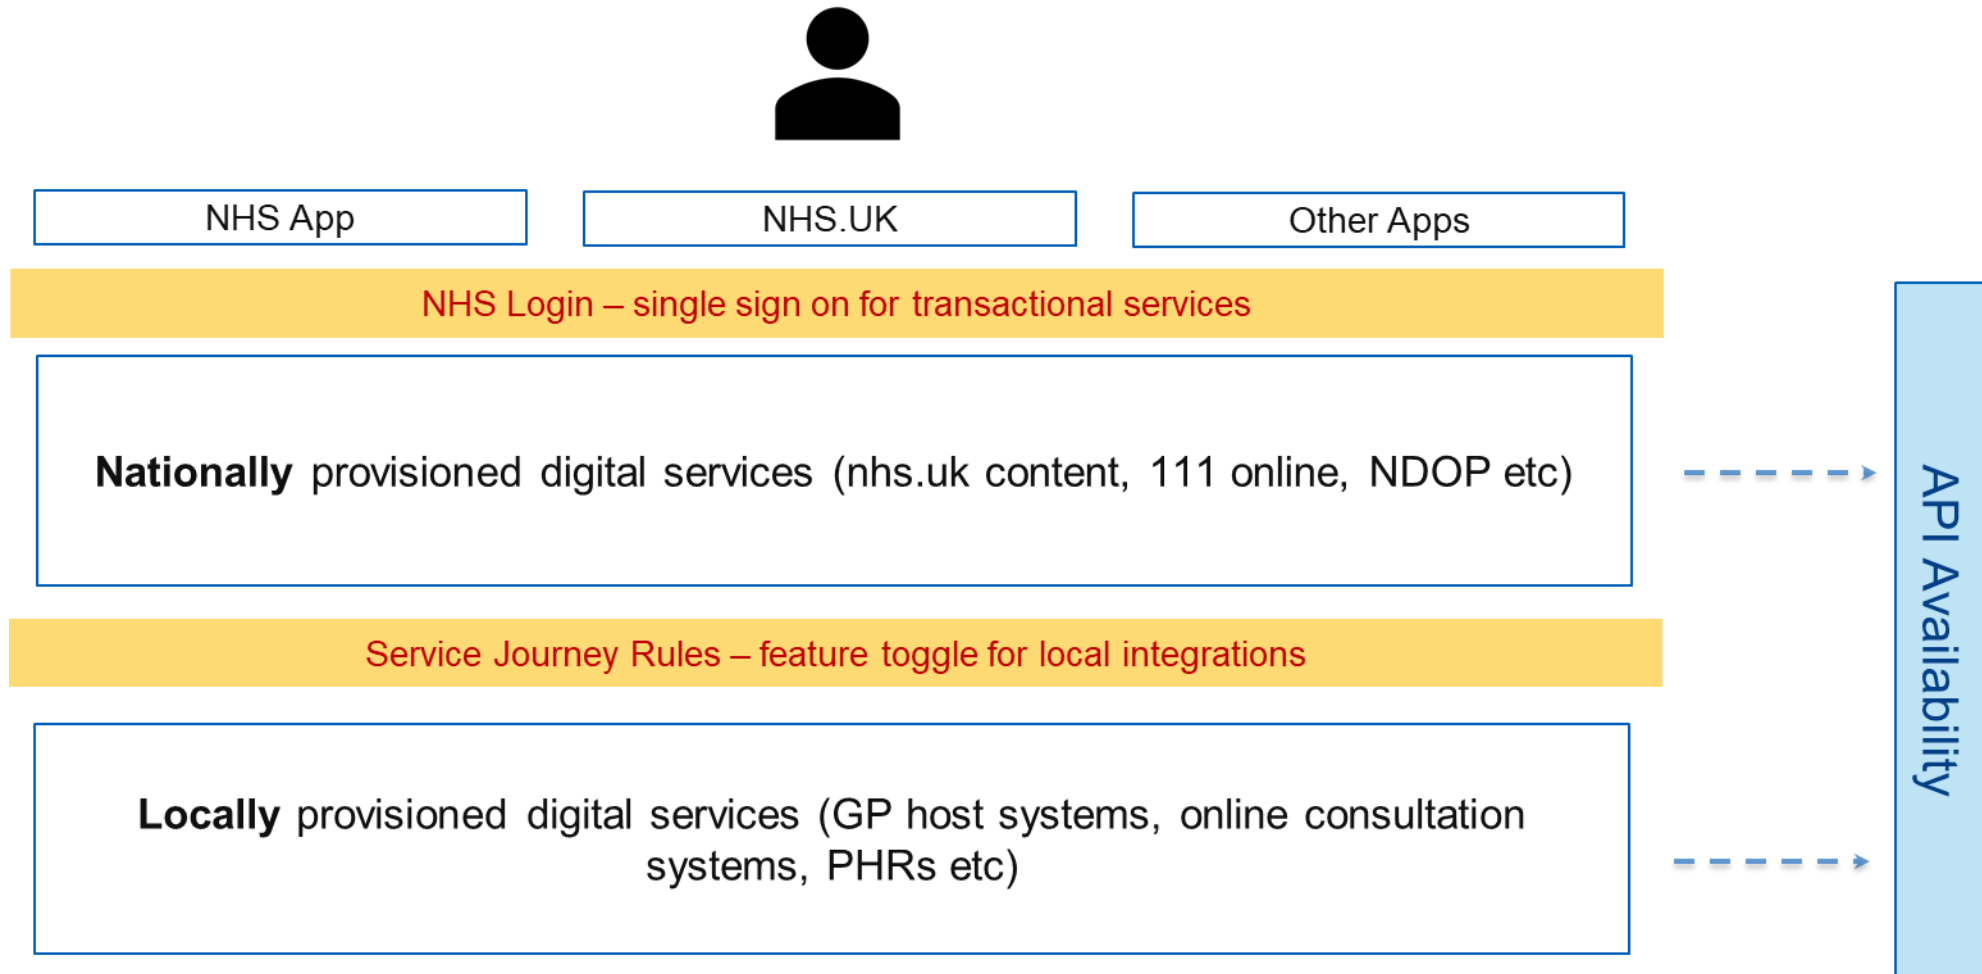 NHS App
NHS.UK
Other Apps
NHS Login – single sign on for transactional services
Nationally provisioned digital services (nhs.uk content, 111 online, NDOP etc)
Service Journey Rules – feature toggle for local integrations
Locally provisioned digital services (GP host systems, online consultation
systems, PHRs etc)
API Availability